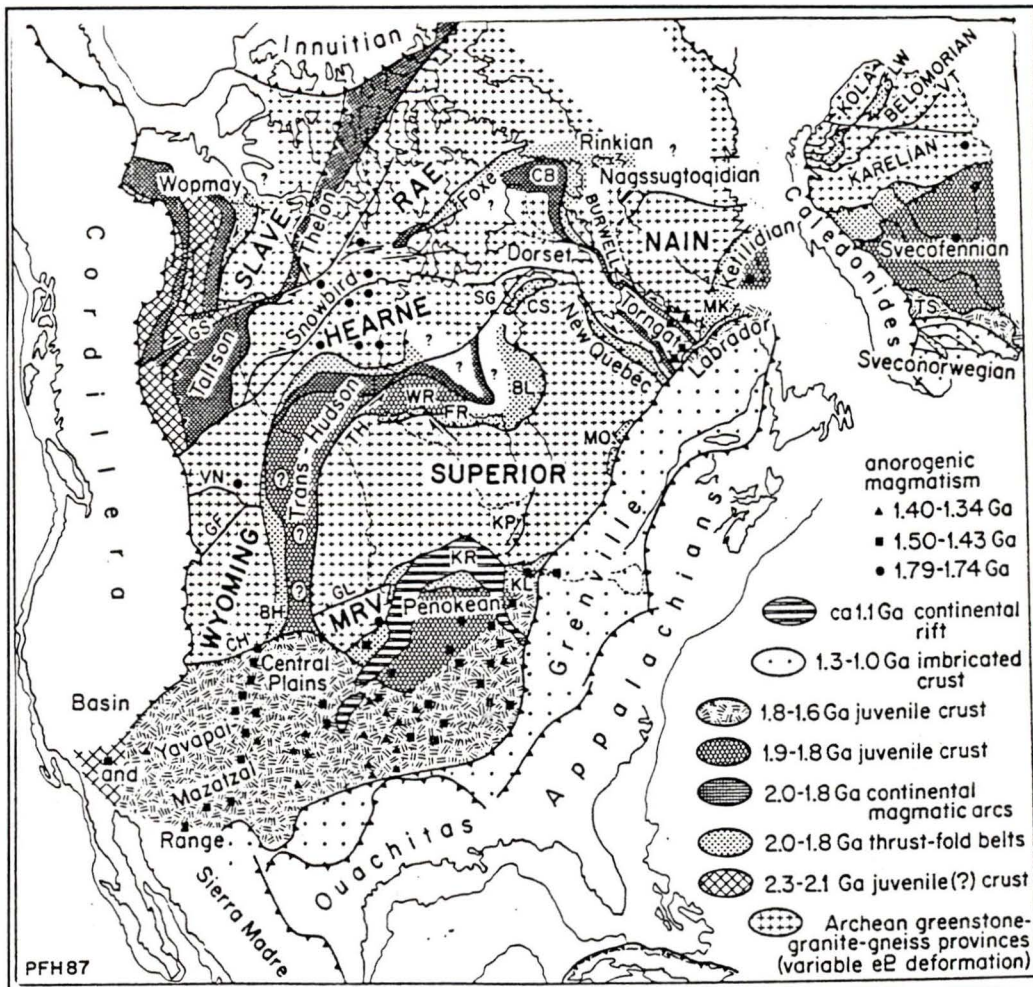 Innuitian
KOLA
LW
BELOMORIAN
VT
KARELIAN
Rinkian
?
CB
Nagssugtoqidian
Wopmay
?
RAE
Foxe
?
BURWELL
SLAVE
Thelon
NAIN
Ketilidian
Caledonides
Svecofennian
Dorset
Cordillera
GS
Snowbird
HEARNE
SG
CS
Torngat
MK
TS
Taltson
New Québec
Labrador
Sveconorwegian
?
?
?
BL
Trans-Hudson
WR
FR
TH
MO
SUPERIOR
VN
?
GF
?
KP
WYOMING
?
KR
BH
GL
MRV
KL
Penokean
CH
Grenville
Appalachians
Central
Plains
Basin
and
Range
Yavapai
Mazatzal
Ouachitas
Sierra Madre
anorogenic
magmatism
1.40-1.34 Ga
1.50-1.43 Ga
1.79-1.74 Ga
ca 1.1 Ga continental
rift
1.3-1.0 Ga imbricated
crust
1.8-1.6 Ga juvenile crust
1.9-1.8 Ga juvenile crust
2.0-1.8 Ga continental
magmatic arcs
2.0-1.8 Ga thrust-fold belts
2.3-2.1 Ga juvenile(?) crust
Archean greenstone-
granite-gneiss provinces
(variable eP deformation)
PFH87